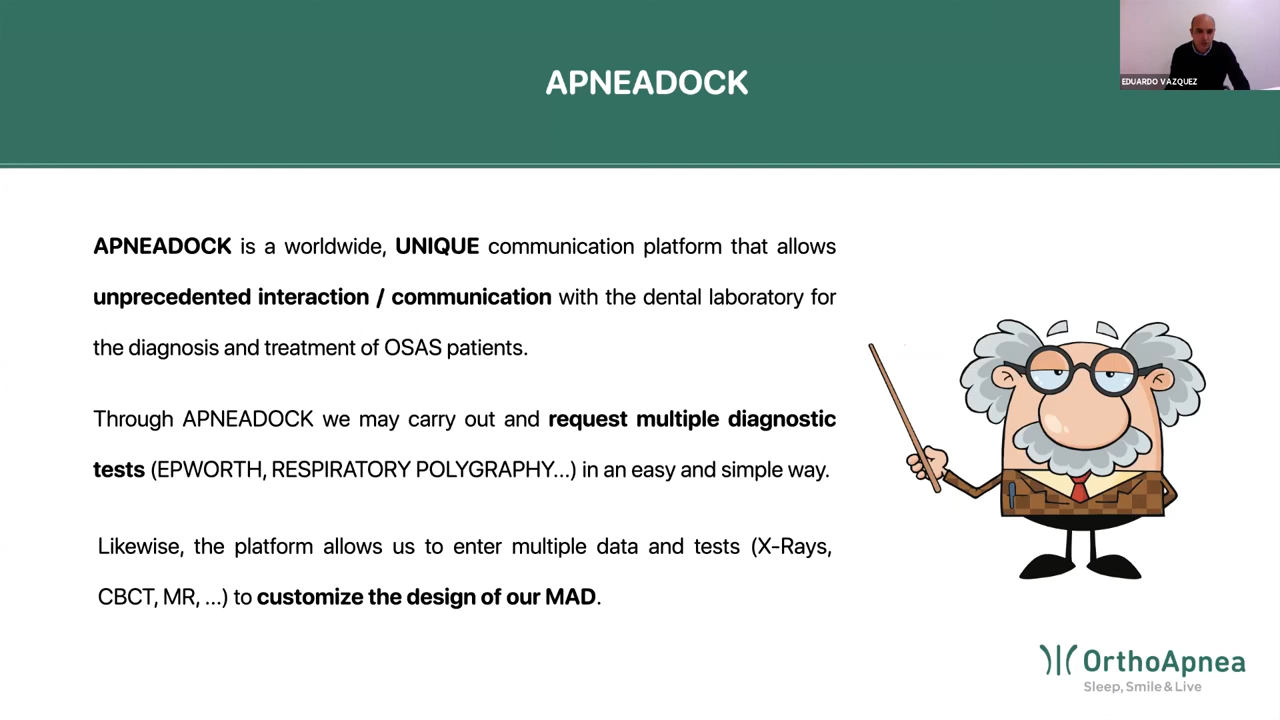 APNEADOCK
EDUARDO VAZQUEZ
APNEADOCK is a worldwide, UNIQUE communication platform that allows
unprecedented interaction / communication with the dental laboratory for
the diagnosis and treatment of OSAS patients.
Through APNEADOCK we may carry out and request multiple diagnostic
tests (EPWORTH, RESPIRATORY POLYGRAPHY...) in an easy and simple way.
Likewise, the platform allows us to enter multiple data and tests (X-Rays,
CBCT, MR, ...) to customize the design of our MAD.
OrthoApnea
Sleep, Smile & Live